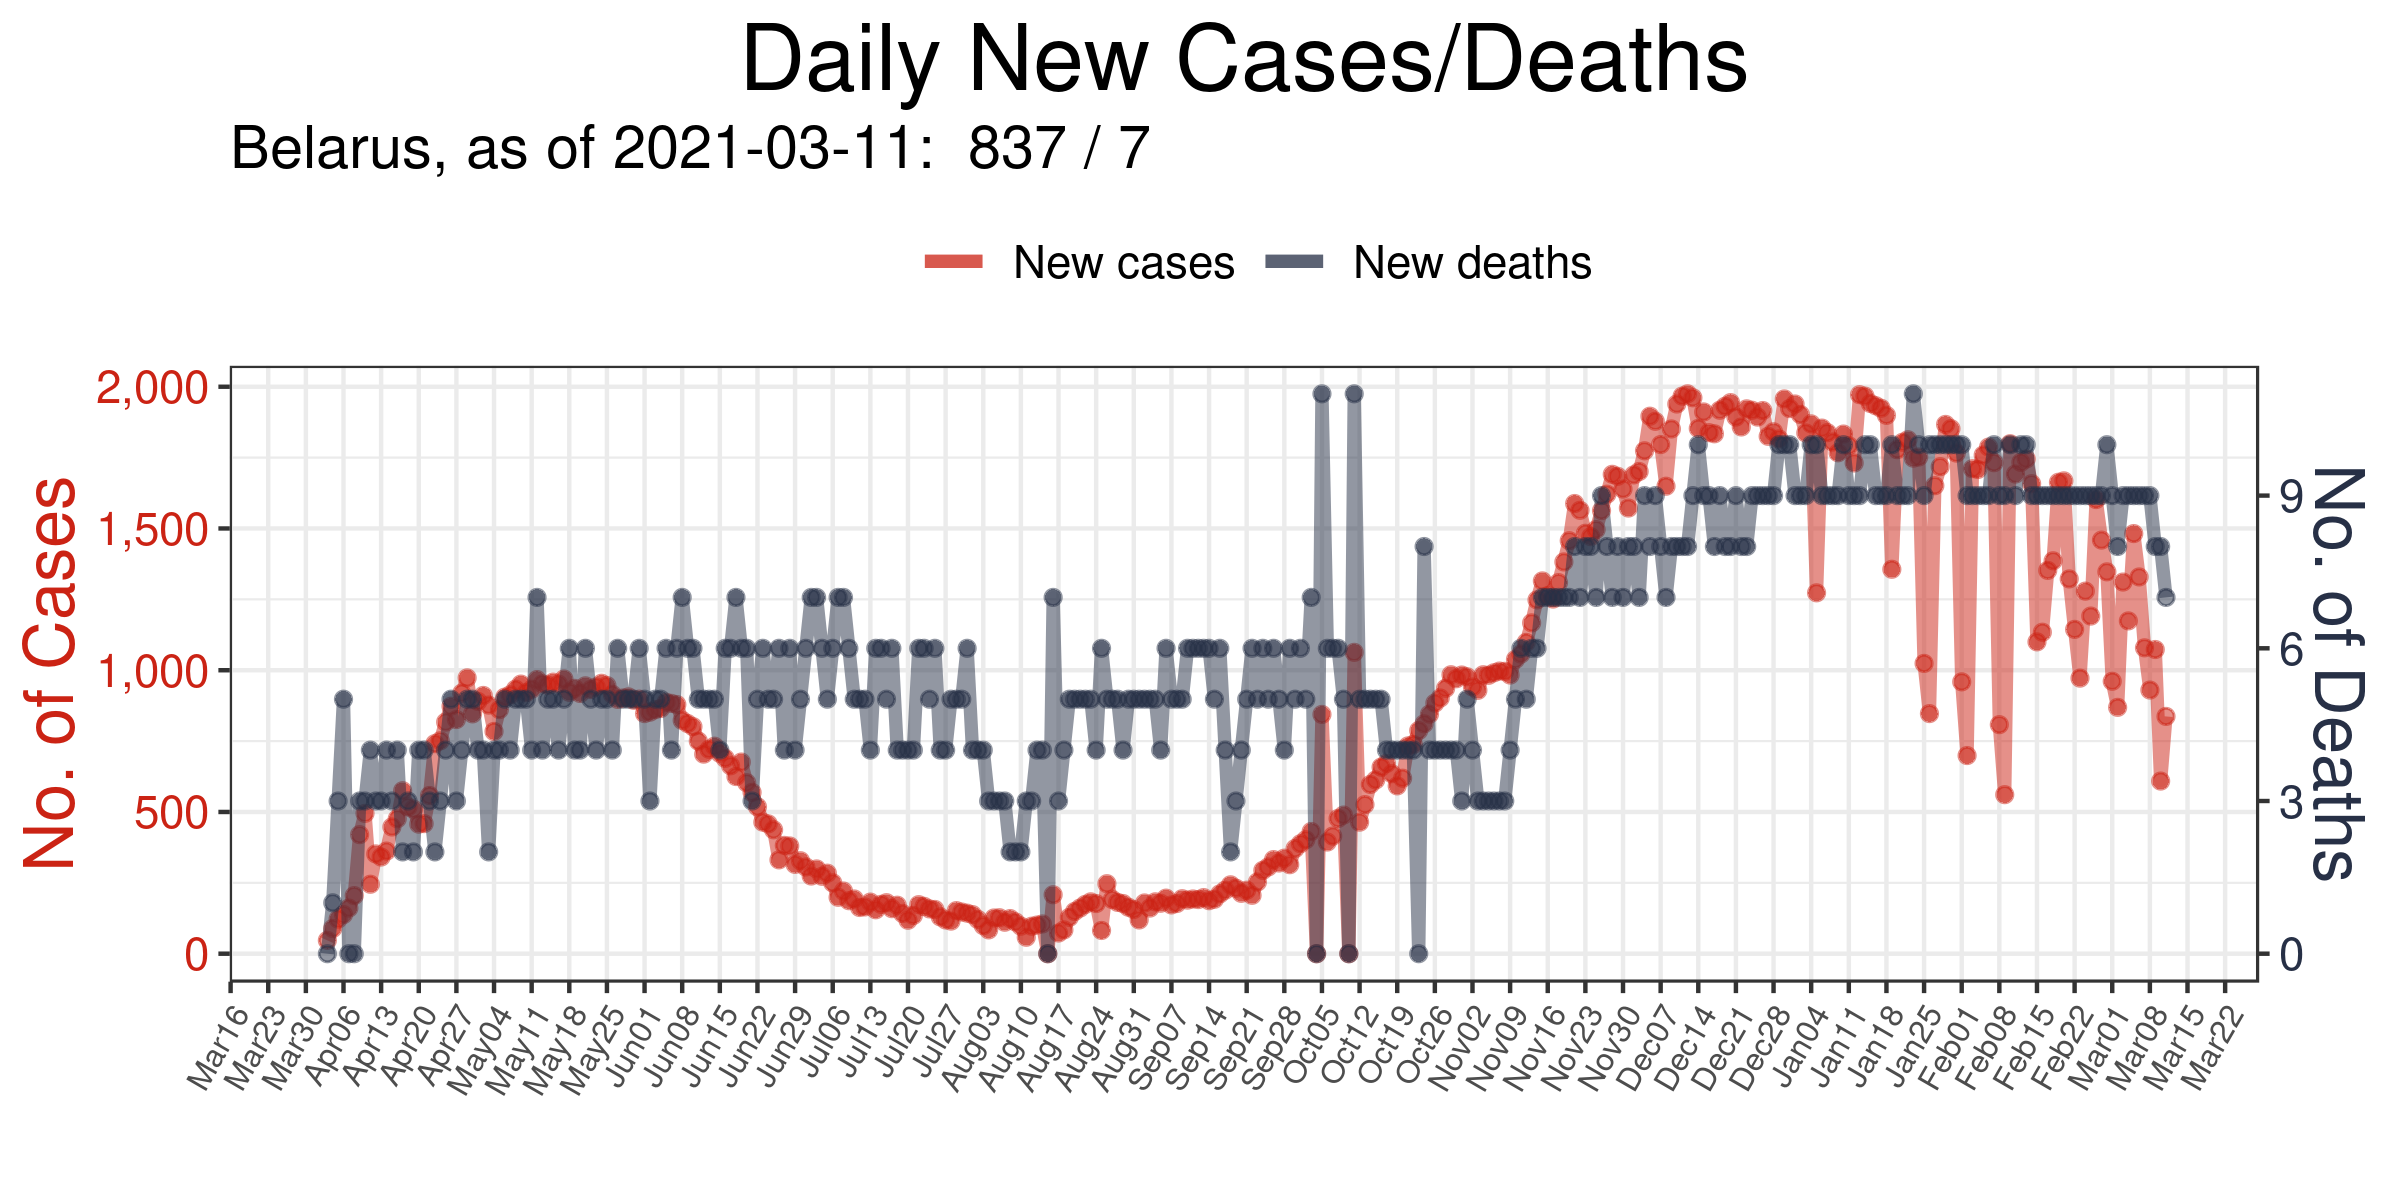 Daily New Cases/Deaths
Belarus, as of 2021-03-11:  837 / 7
New cases
New deaths
No. of Cases
2,000
1,500
1,000
500
0
9
6
3
0
No. of Deaths
Mar16
Mar23
Mar30
Apr06
Apr13
Apr20
Apr27
May04
May11
May18
May25
Jun01
Jun08
Jun15
Jun22
Jun29
Jul06
Jul13
Jul20
Jul27
Aug03
Aug10
Aug17
Aug24
Aug31
Sep07
Sep14
Sep21
Sep28
Oct05
Oct12
Oct19
Oct26
Nov02
Nov09
Nov16
Nov23
Nov30
Dec07
Dec14
Dec21
Dec28
Jan04
Jan11
Jan18
Jan25
Feb01
Feb08
Feb15
Feb22
Mar01
Mar08
Mar15
Mar22